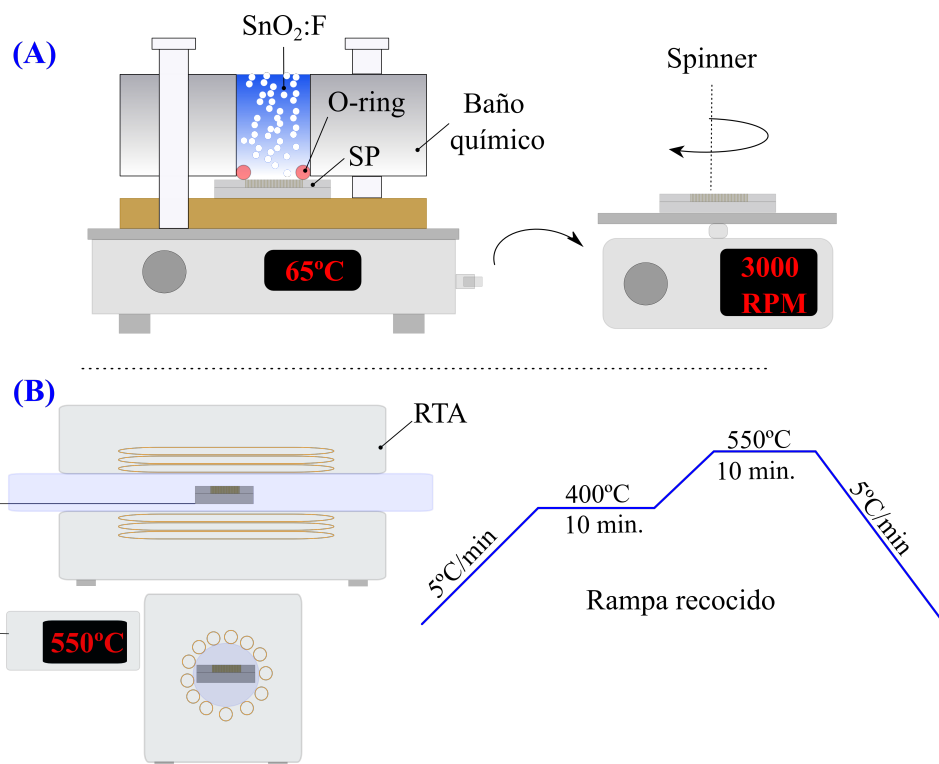 (A)
SnO₂:F
O-ring
SP
Baño
químico
65ºC
Spinner
3000
RPM
(B)
RTA
550ºC
5ºC/min
400ºC
10 min.
550ºC
10 min.
5ºC/min
Rampa recocido